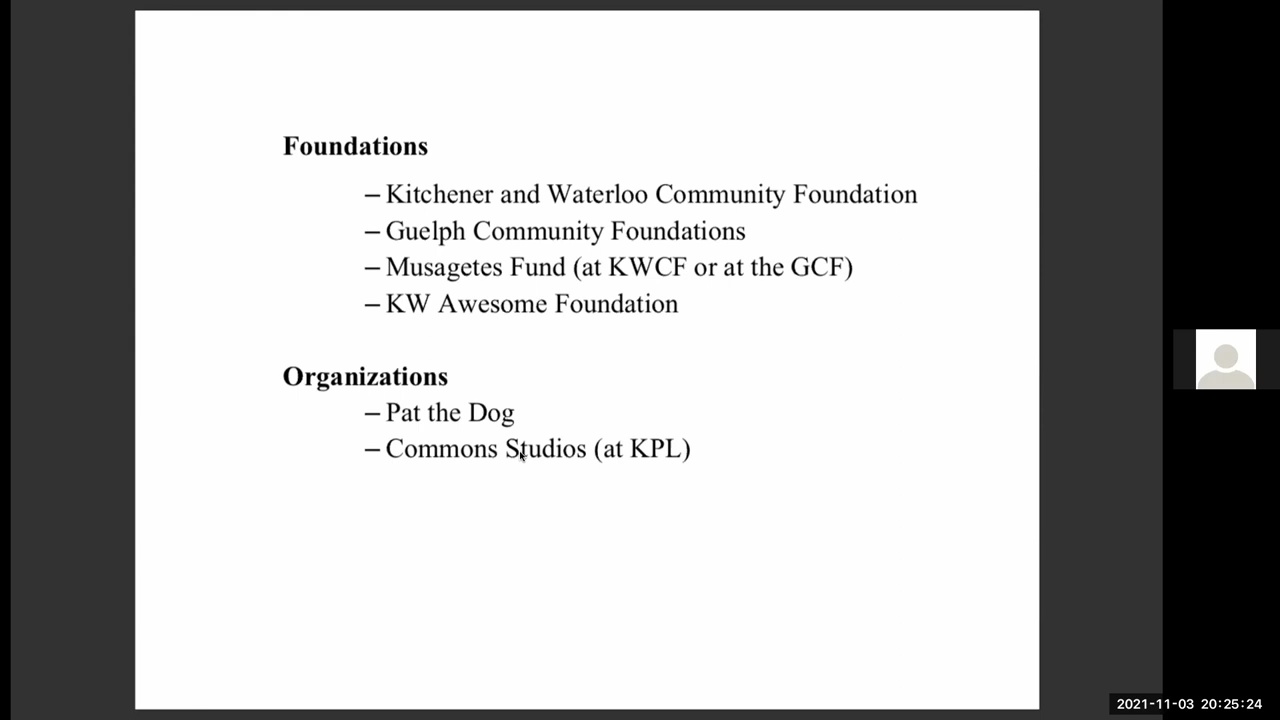 Foundations
– Kitchener and Waterloo Community Foundation
– Guelph Community Foundations
– Musagetes Fund (at KWCF or at the GCF)
– KW Awesome Foundation
Organizations
– Pat the Dog
– Commons Studios (at KPL)
2021-11-03 20:25:24